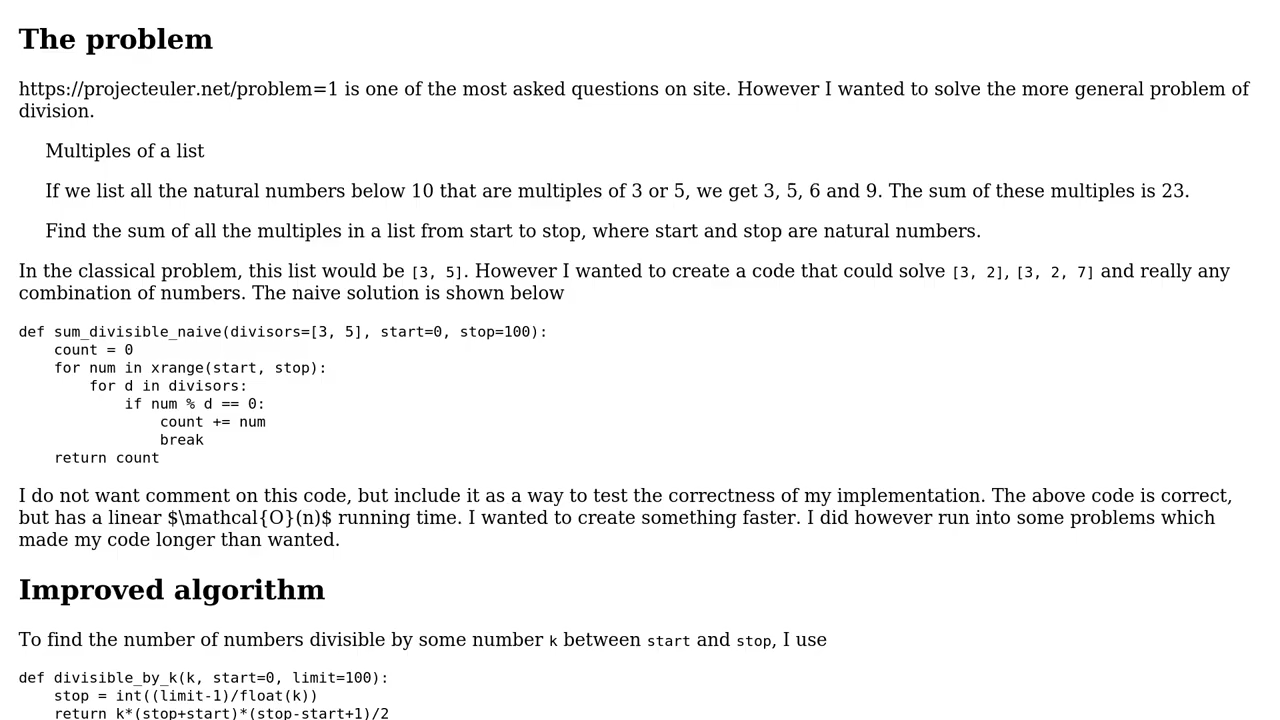 The problem
https://projecteuler.net/problem=1 is one of the most asked questions on site. However I wanted to solve the more general problem of
division.
Multiples of a list
If we list all the natural numbers below 10 that are multiples of 3 or 5, we get 3, 5, 6 and 9. The sum of these multiples is 23.
Find the sum of all the multiples in a list from start to stop, where start and stop are natural numbers.
In the classical problem, this list would be [3, 5]. However I wanted to create a code that could solve [3, 2], [3, 2, 7] and really any
combination of numbers. The naive solution is shown below
def sum_divisible_naive(divisors=[3, 5], start=0, stop=100):
    count = 0
    for num in xrange(start, stop):
        for d in divisors:
            if num % d == 0:
                count += num
                break
    return count
I do not want comment on this code, but include it as a way to test the correctness of my implementation. The above code is correct,
but has a linear $\mathcal{O}(n)$ running time. I wanted to create something faster. I did however run into some problems which
made my code longer than wanted.
Improved algorithm
To find the number of numbers divisible by some number k between start and stop, I use
def divisible_by_k(k, start=0, limit=100):
    stop = int((limit-1)/float(k))
    return k*(stop+start)*(stop-start+1)/2